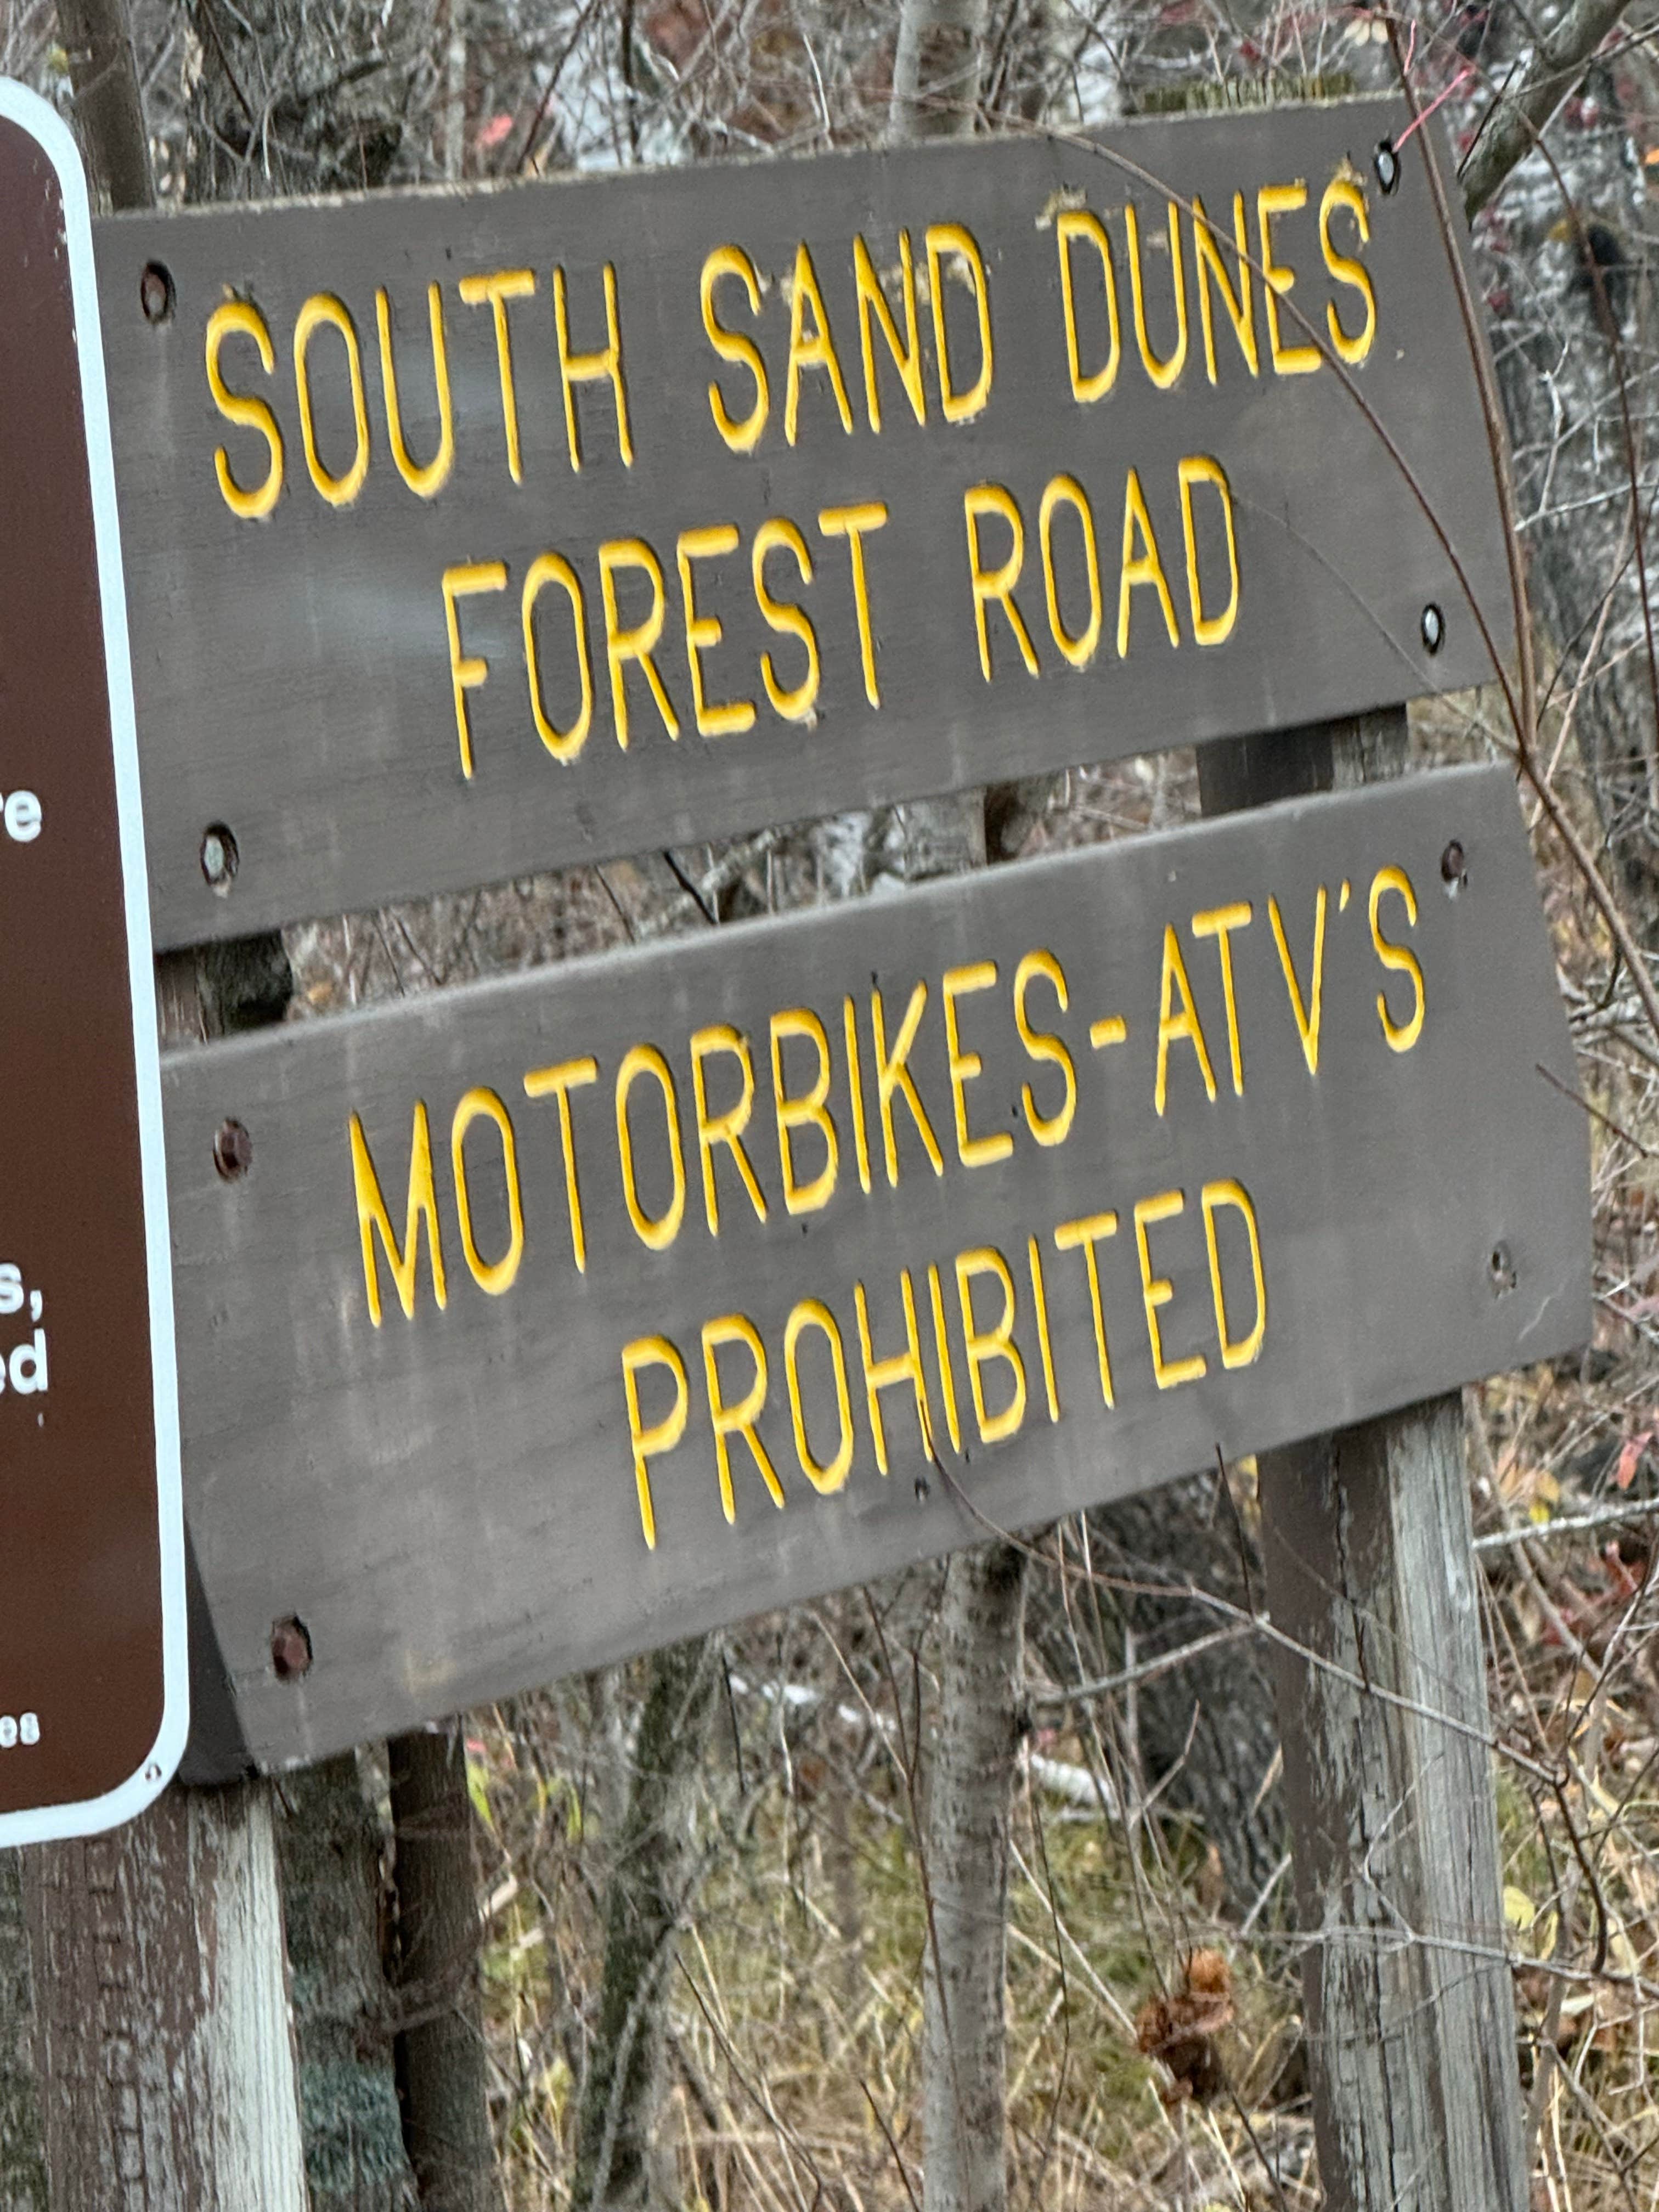 SOUTH SAND DUNES
FOREST ROAD
MOTORBIKES-ATV'S
PROHIBITED